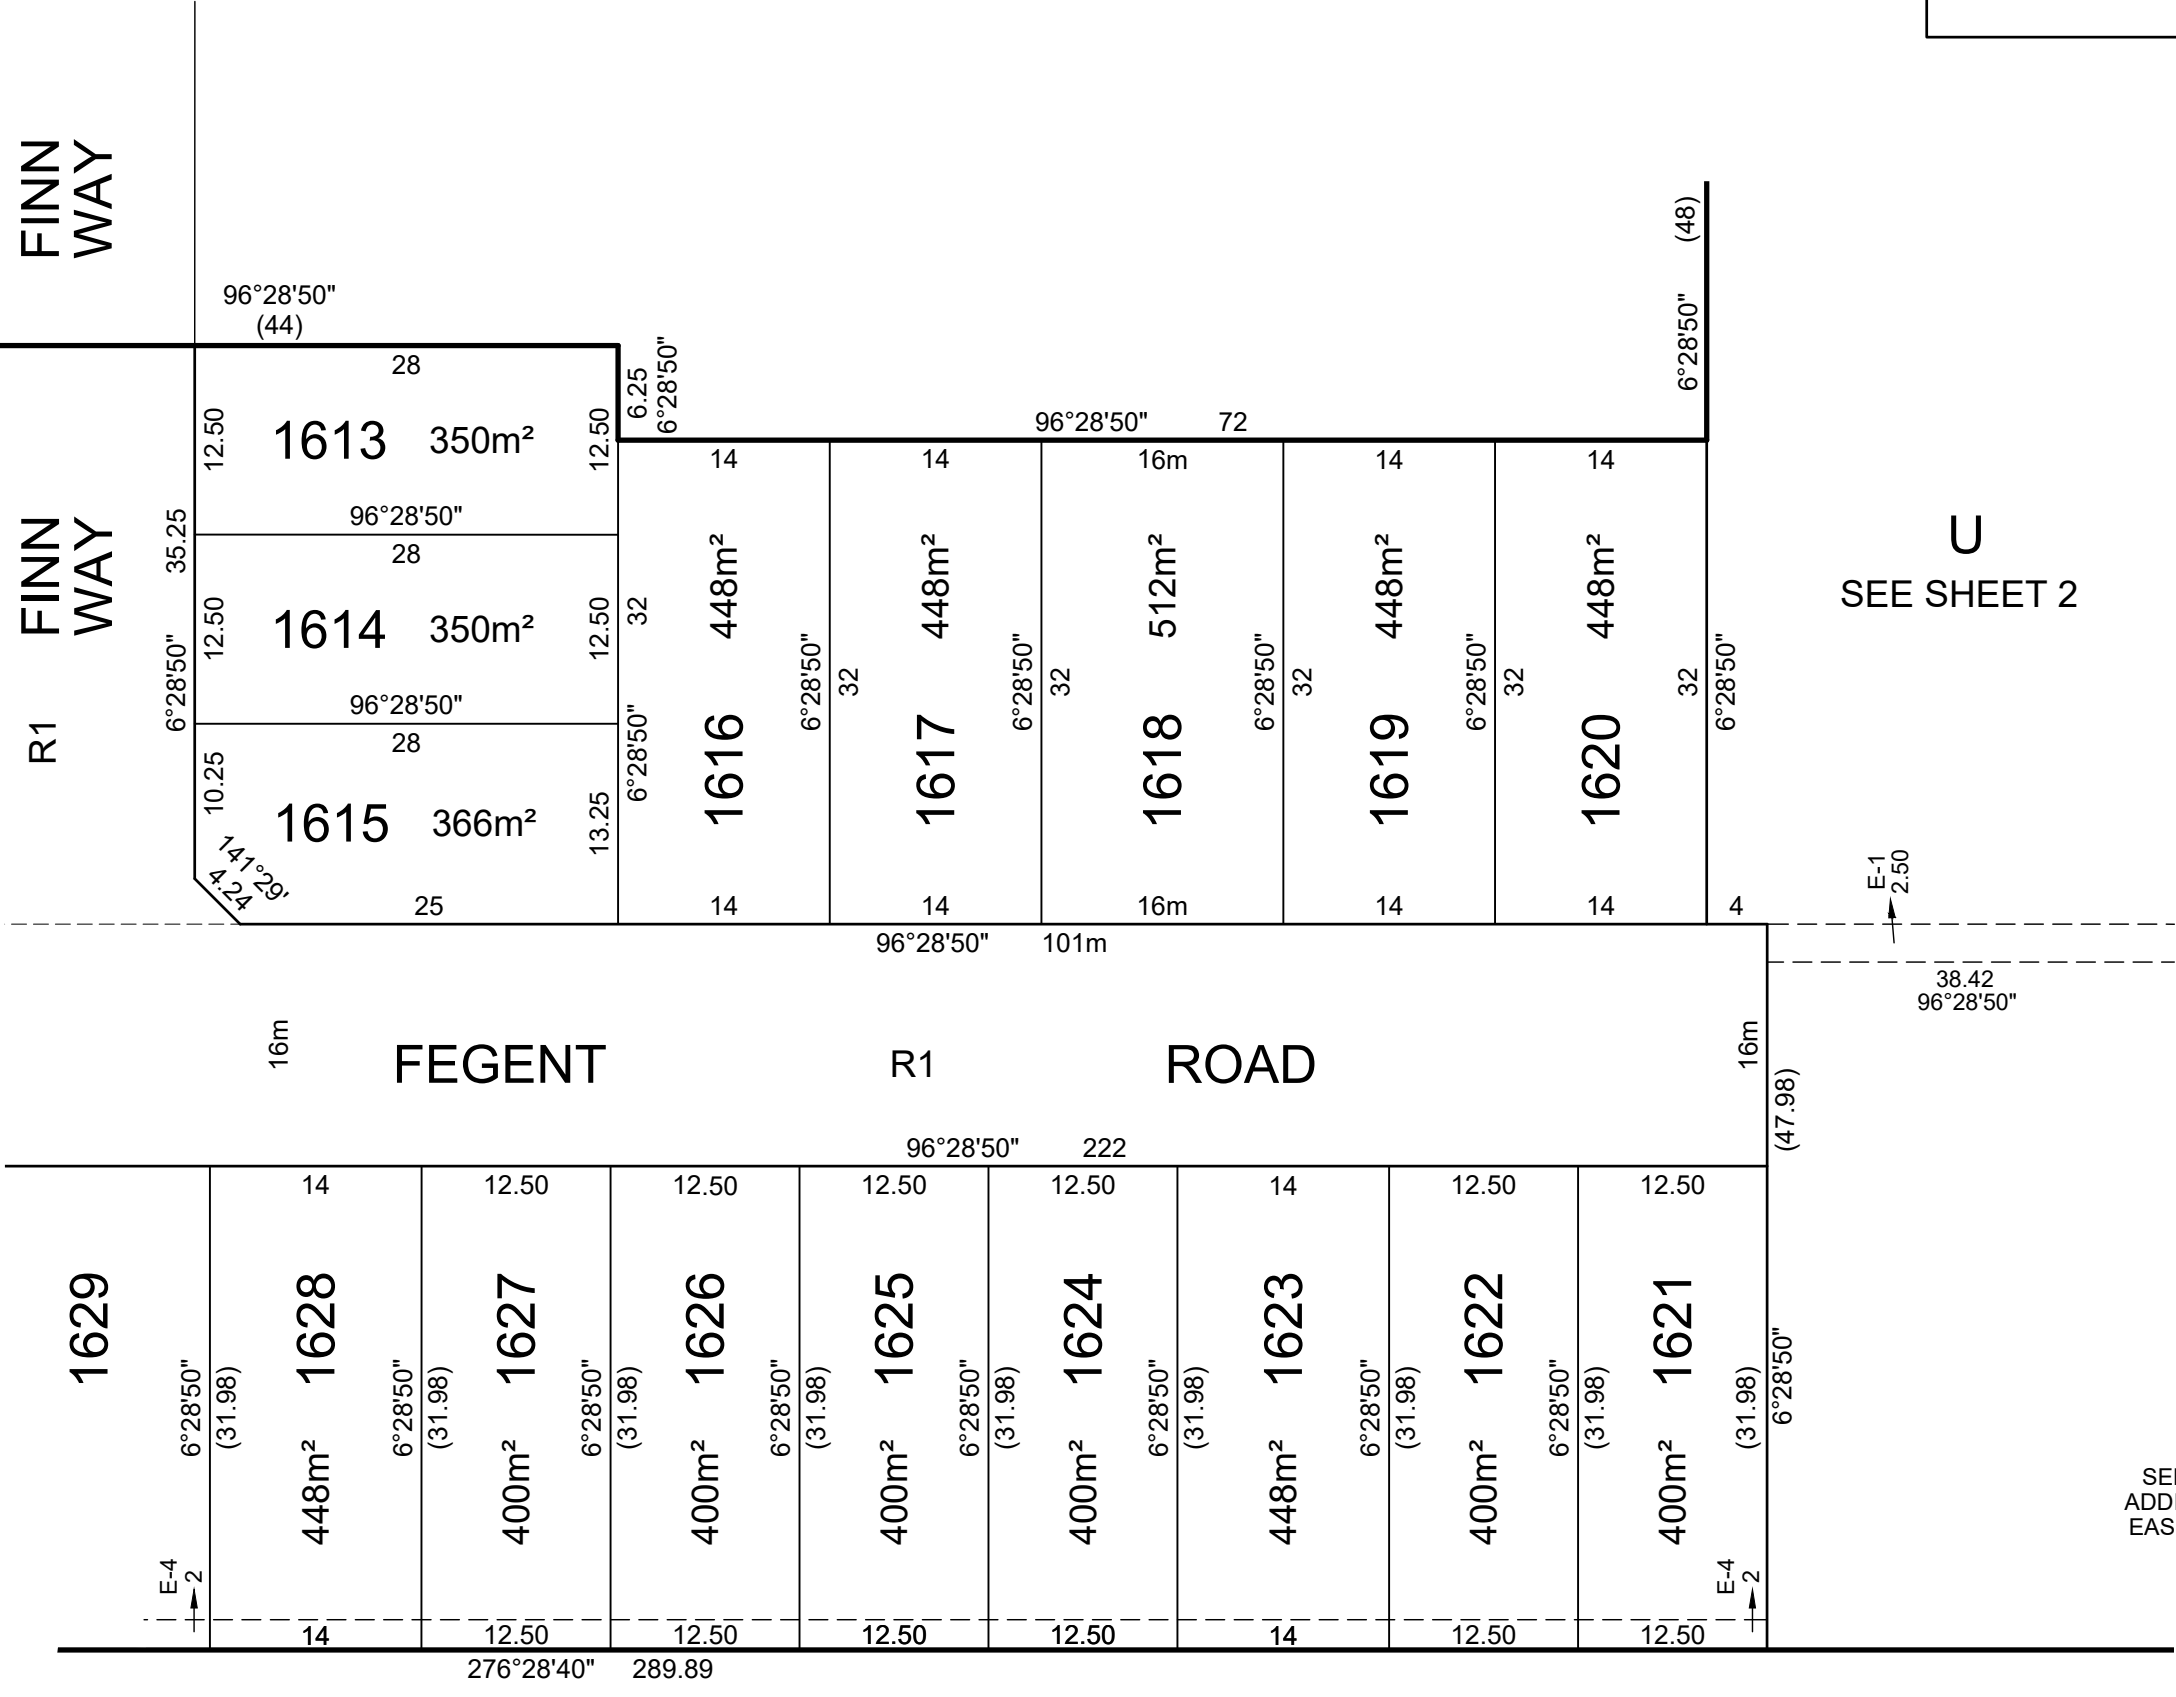 FINN
WAY
96°28'50"
(44)
28
12.50
1613
350m²
12.50
6.25
6°28'50"
96°28'50"
72
6°28'50"
(48)
96°28'50"
28
FINN
WAY
R1
6°28'50"
35.25
12.50
1614
350m²
12.50
96°28'50"
28
10.25
1615
366m²
13.25
141°29'
4.24
25
32
6°28'50"
14
448m²
1616
14
6°28'50"
32
14
448m²
1617
14
6°28'50"
32
16m
512m²
1618
16m
6°28'50"
32
14
448m²
1619
14
6°28'50"
32
14
448m²
1620
14
32
6°28'50"
4
U
SEE SHEET 2
E-1
2.50
96°28'50"
101m
38.42
96°28'50"
16m
FEGENT
R1
ROAD
16m
(47.98)
96°28'50"
222
1629
6°28'50"
(31.98)
14
1628
448m²
14
6°28'50"
(31.98)
12.50
1627
400m²
12.50
6°28'50"
(31.98)
12.50
1626
400m²
12.50
6°28'50"
(31.98)
12.50
1625
400m²
12.50
6°28'50"
(31.98)
12.50
1624
400m²
12.50
6°28'50"
(31.98)
14
1623
448m²
14
6°28'50"
(31.98)
12.50
1622
400m²
12.50
6°28'50"
(31.98)
12.50
1621
400m²
12.50
(31.98)
6°28'50"
E-4
2
E-4
2
276°28'40"
289.89
ADD
EAS